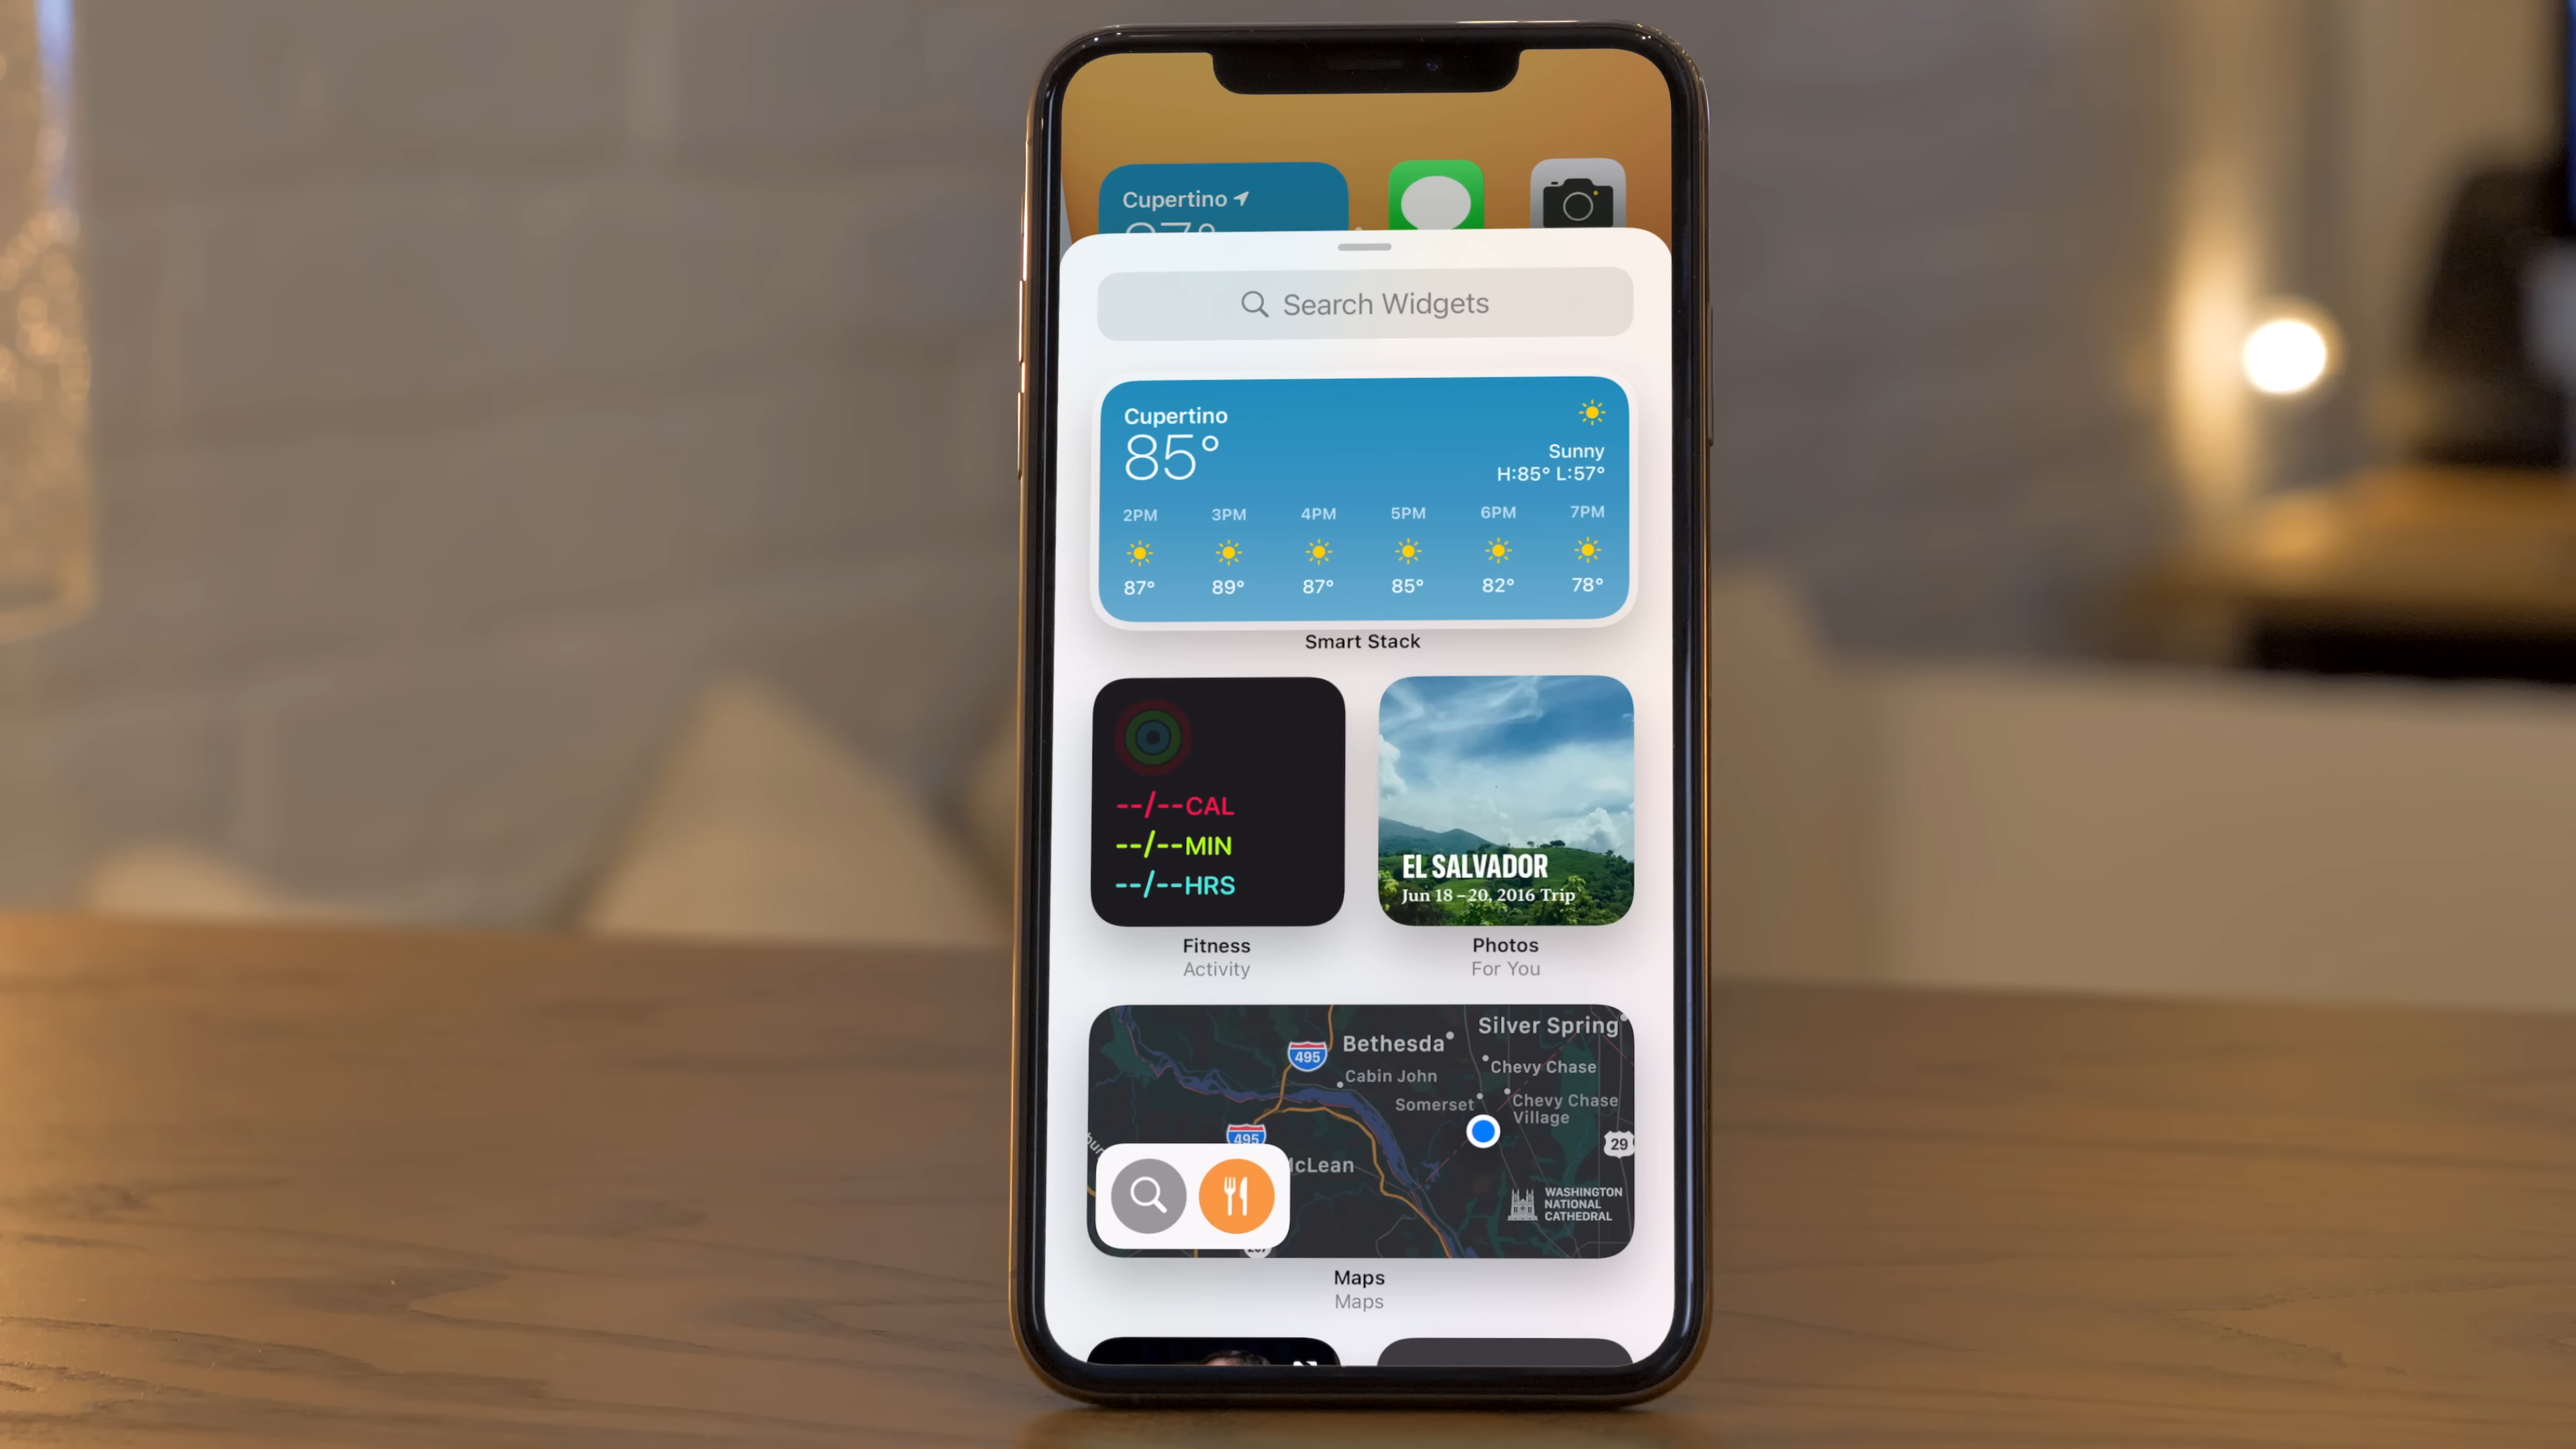 Cupertino
Search Widgets
Cupertino
85°
Sunny
H:85° L:57°
2PM 3PM 4PM 5PM 6PM 7PM
87° 89° 87° 85° 82° 78°
Smart Stack
--/--CAL
--/--MIN
--/--HRS
EL SALVADOR
Jun 18–20, 2016 Trip
Fitness
Activity
Photos
For You
Silver Spring
Bethesda
495
Chevy Chase
Cabin John
Somerset
Chevy Chase
Village
495
29
WASHINGTON
NATIONAL
CATHEDRAL
Maps
Maps